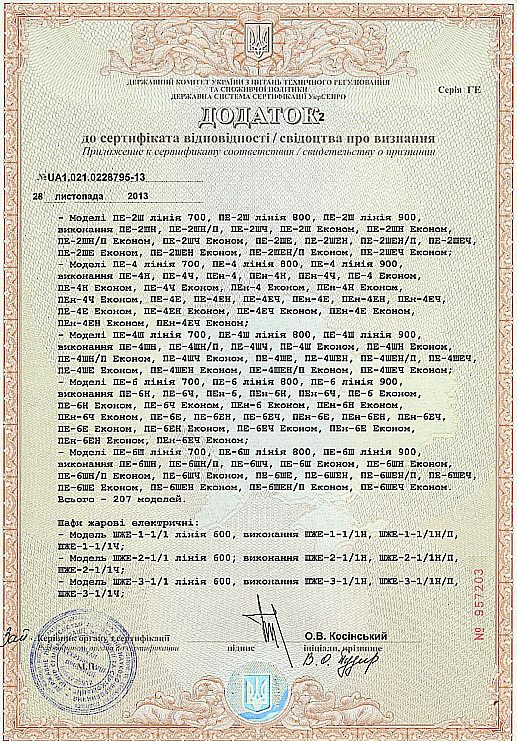 ДЕРЖАВНИЙ КОМІТЕТ УКРАЇНИ З ПИТАНЬ ТЕХНІЧНОГО РЕГУЛЮВАННЯ
ТА СПОЖИВЧОЇ ПОЛІТИКИ
ДЕРЖАВНА СИСТЕМА СЕРТИФІКАЦІЇ УкрСЕПРО
Серія ГЕ
ДОДАТОК 2
до сертифіката відповідності / свідоцтва про визнання
Приложение к сертификату соответствия / свидетельству о признании
№UA1.021.0226795-13
28 листопада 2013
- Моделі ПЕ-2Ш лінія 700, ПЕ-2Ш лінія 800, ПЕ-2Ш лінія 900,
виконання ПЕ-2ШН, ПЕ-2ШН/П, ПЕ-2ШЧ, ПЕ-2Ш Економ, ПЕ-2ШН Економ,
ПЕ-2ШН/П Економ, ПЕ-2ШЧ Економ, ПЕ-2ШЕ, ПЕ-2ШЕН, ПЕ-2ШЕН/П, ПЕ-2ШЕЧ,
ПЕ-2ШЕ Економ, ПЕ-2ШЕН Економ, ПЕ-2ШЕН/П Економ, ПЕ-2ШЕЧ Економ;
- Моделі ПЕ-4 лінія 700, ПЕ-4 лінія 800, ПЕ-4 лінія 900,
виконання ПЕ-4Н, ПЕ-4Ч, ПЕн-4, ПЕн-4Н, ПЕн-4Ч, ПЕ-4 Економ,
ПЕ-4Н Економ, ПЕ-4Ч Економ, ПЕн-4 Економ, ПЕн-4Н Економ,
ПЕн-4Ч Економ, ПЕ-4Е, ПЕ-4ЕН, ПЕ-4ЕЧ, ПЕн-4Е, ПЕн-4ЕН, ПЕн-4ЕЧ,
ПЕ-4Е Економ, ПЕ-4ЕН Економ, ПЕ-4ЕЧ Економ, ПЕн-4Е Економ,
ПЕн-4ЕН Економ, ПЕн-4ЕЧ Економ;
- Моделі ПЕ-4Ш лінія 700, ПЕ-4Ш лінія 800, ПЕ-4Ш лінія 900,
виконання ПЕ-4ШН, ПЕ-4ШН/П, ПЕ-4ШЧ, ПЕ-4Ш Економ, ПЕ-4ШН Економ,
ПЕ-4ШН/П Економ, ПЕ-4ШЧ Економ, ПЕ-4ШЕ, ПЕ-4ШЕН, ПЕ-4ШЕН/П, ПЕ-4ШЕЧ,
ПЕ-4ШЕ Економ, ПЕ-4ШЕН Економ, ПЕ-4ШЕН/П Економ, ПЕ-4ШЕЧ Економ;
- Моделі ПЕ-6 лінія 700, ПЕ-6 лінія 800, ПЕ-6 лінія 900,
виконання ПЕ-6Н, ПЕ-6Ч, ПЕн-6, ПЕн-6Н, ПЕн-6Ч, ПЕ-6 Економ,
ПЕ-6Н Економ, ПЕ-6Ч Економ, ПЕн-6 Економ, ПЕн-6Н Економ,
ПЕн-6Ч Економ, ПЕ-6Е, ПЕ-6ЕН, ПЕ-6ЕЧ, ПЕн-6Е, ПЕн-6ЕН, ПЕн-6ЕЧ,
ПЕ-6Е Економ, ПЕ-6ЕН Економ, ПЕ-6ЕЧ Економ, ПЕн-6Е Економ,
ПЕн-6ЕН Економ, ПЕн-6ЕЧ Економ;
- Моделі ПЕ-6Ш лінія 700, ПЕ-6Ш лінія 800, ПЕ-6Ш лінія 900,
виконання ПЕ-6ШН, ПЕ-6ШН/П, ПЕ-6ШЧ, ПЕ-6Ш Економ, ПЕ-6ШН Економ,
ПЕ-6ШН/П Економ, ПЕ-6ШЧ Економ, ПЕ-6ШЕ, ПЕ-6ШЕН, ПЕ-6ШЕН/П, ПЕ-6ШЕЧ,
ПЕ-6ШЕ Економ, ПЕ-6ШЕН Економ, ПЕ-6ШЕН/П Економ, ПЕ-6ШЕЧ Економ.
Всього - 207 моделей.
Шафи жарові електричні:
- Модель ШЖЕ-1-1/1 лінія 600, виконання ШЖЕ-1-1/1Н, ШЖЕ-1-1/1Н/П,
ШЖЕ-1-1/1Ч;
- Модель ШЖЕ-2-1/1 лінія 600; виконання ШЖЕ-2-1/1Н, ШЖЕ-2-1/1Н/П,
ШЖЕ-2-1/1Ч;
- Модель ШЖЕ-3-1/1 лінія 600, виконання ШЖЕ-3-1/1Н, ШЖЕ-3-1/1Н/П,
ШЖЕ-3-1/1Ч;
№ 957203
Зас. Керівник органу з сертифікації
О.В. Косінський
підпис
ініціали, прізвище